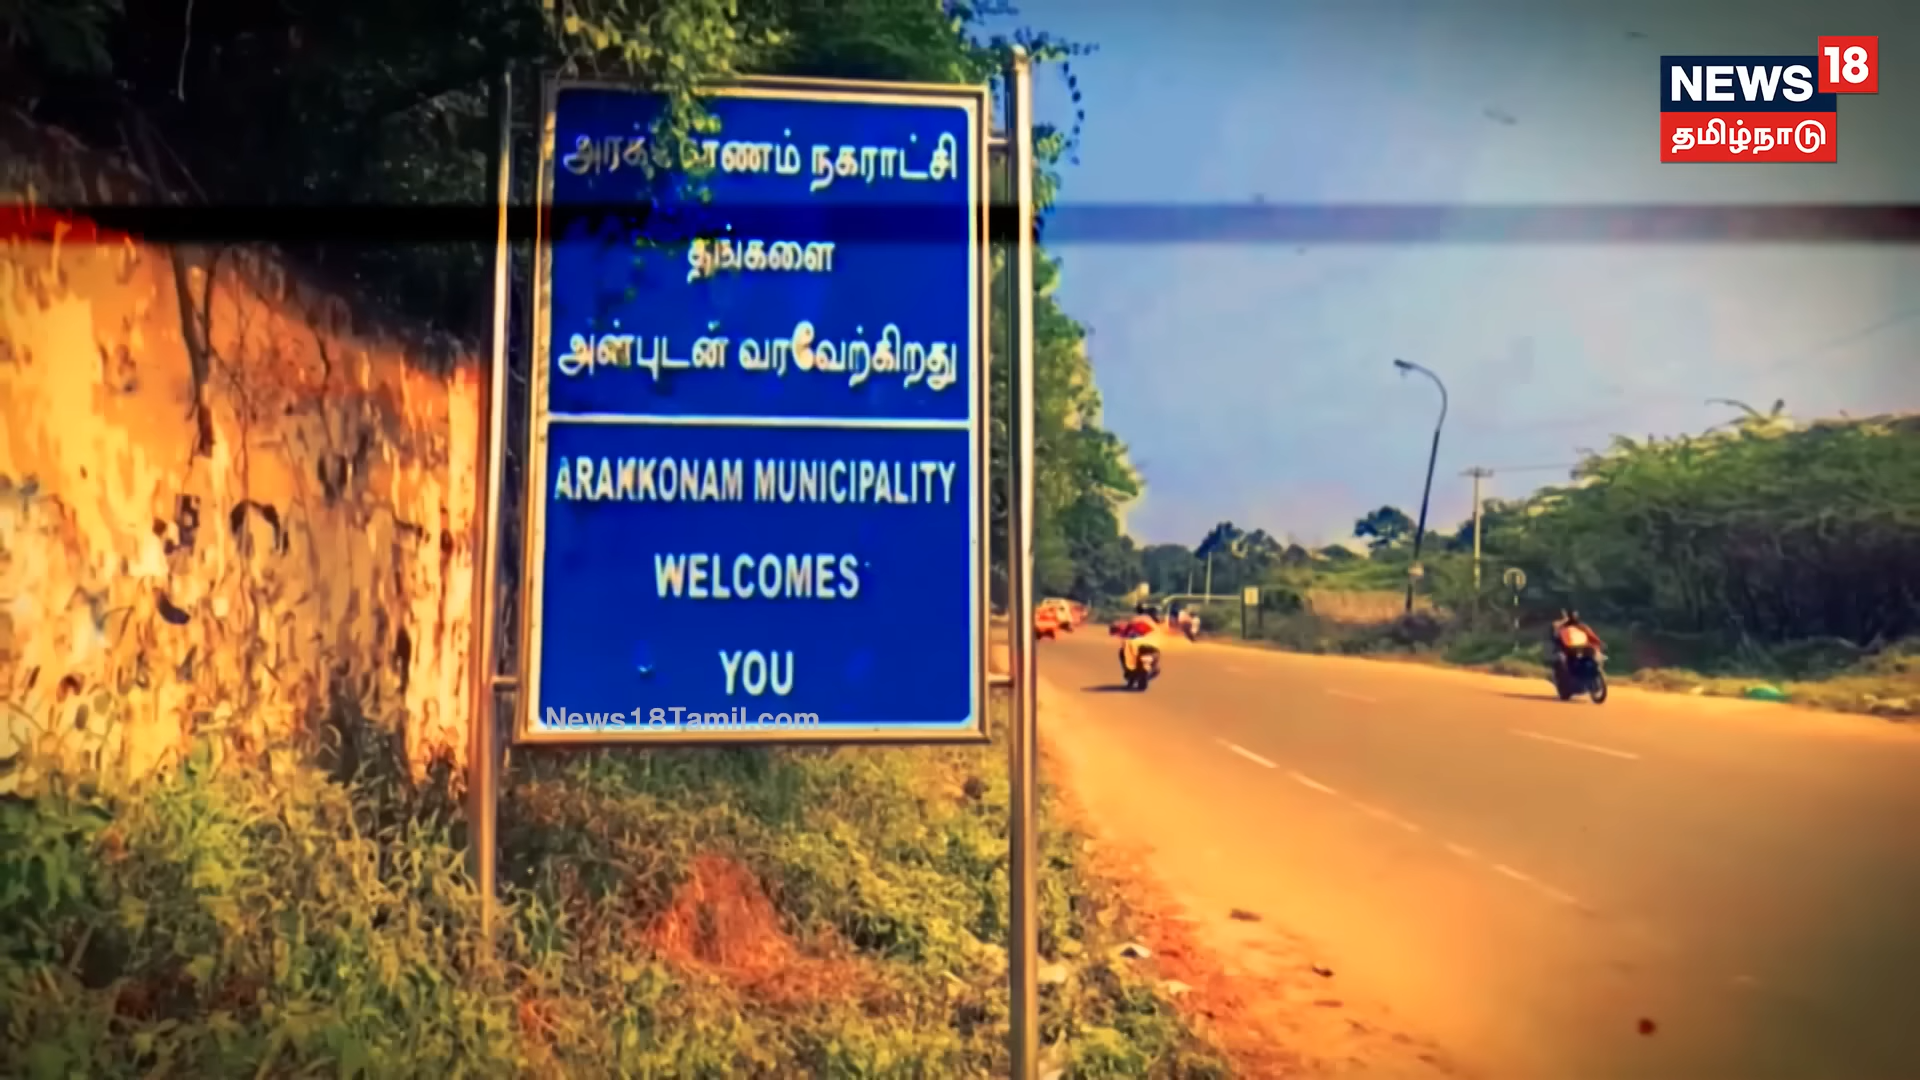 நகராட்சி
தங்களை
அன்புடன் வரவேற்கிறது
ARAKKONAM MUNICIPALITY
WELCOMES
YOU
News18Tamil.com
NEWS 18
தமிழ்நாடு